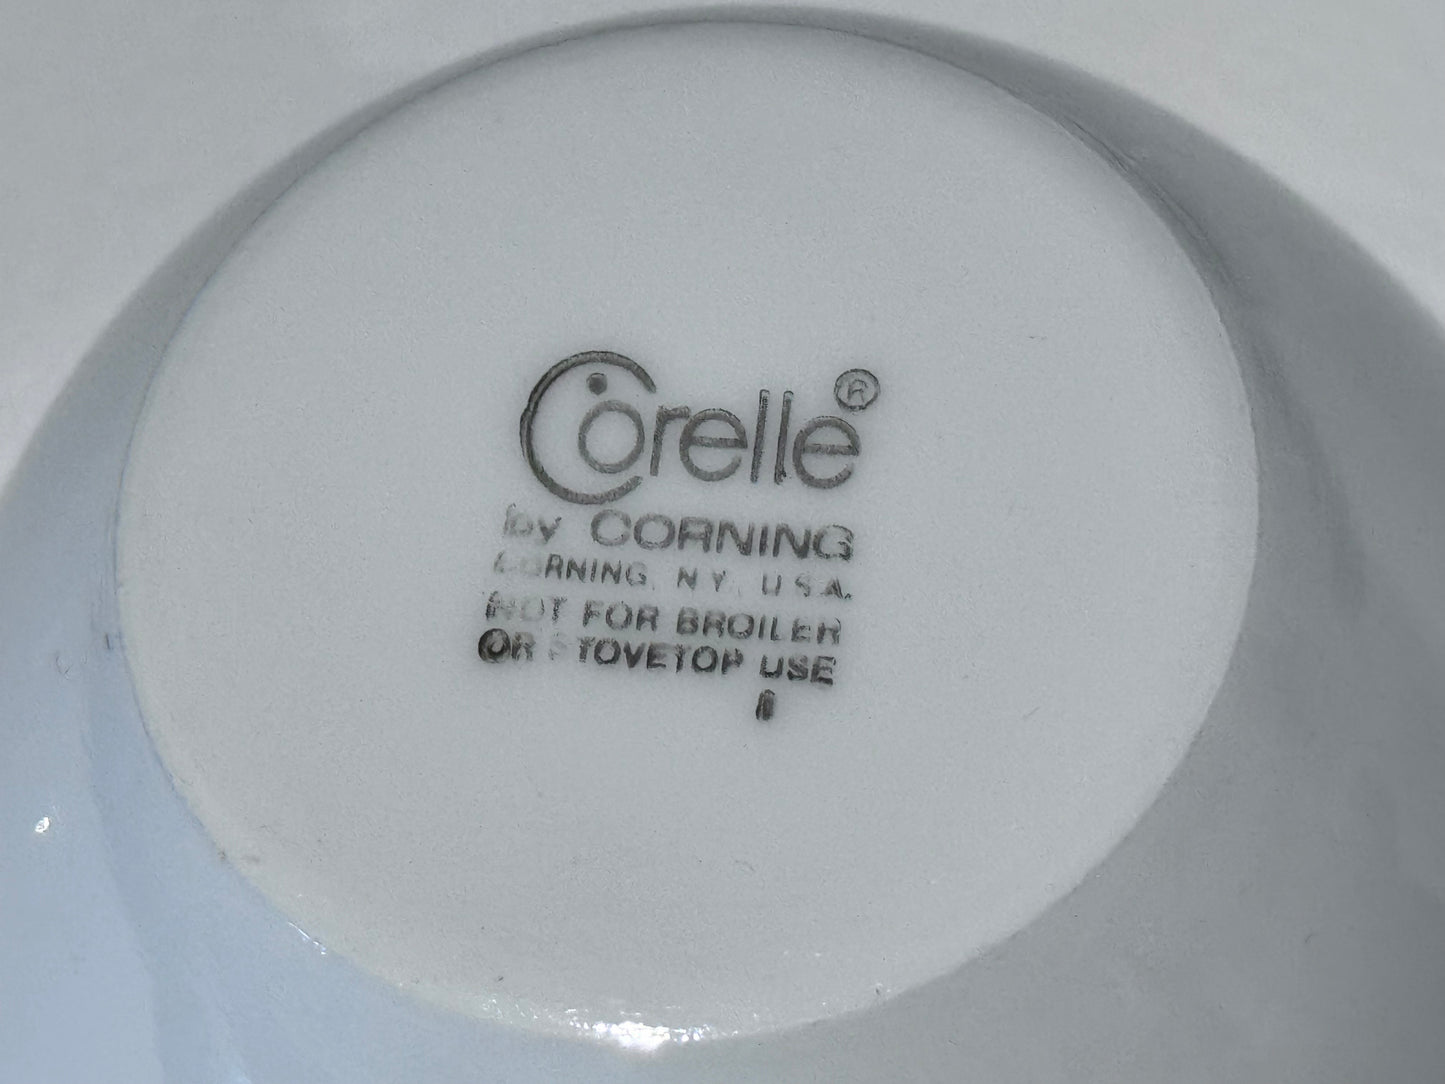 Corelle®
by CORNING
CORNING, N.Y., U.S.A.
NOT FOR BROILER
OR STOVETOP USE